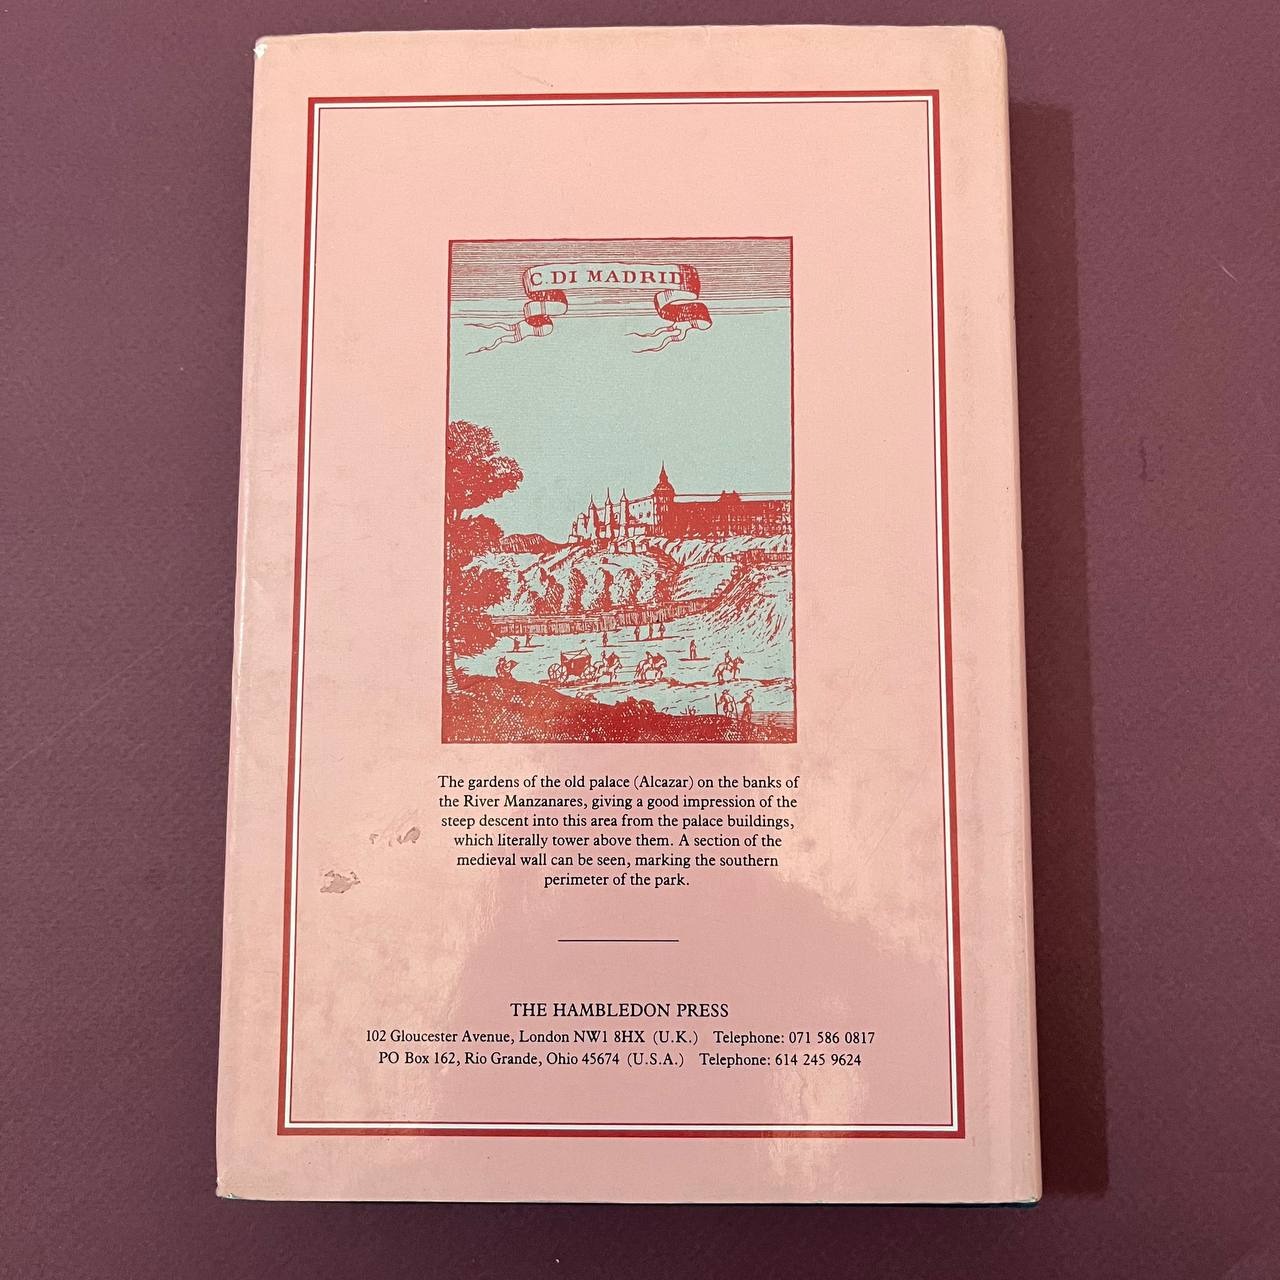 C. DI MADRID
The gardens of the old palace (Alcazar) on the banks of
the River Manzanares, giving a good impression of the
steep descent into this area from the palace buildings,
which literally tower above them. A section of the
medieval wall can be seen, marking the southern
perimeter of the park.
THE HAMBLEDON PRESS
102 Gloucester Avenue, London NW1 8HX (U.K.) Telephone: 071 586 0817
PO Box 162, Rio Grande, Ohio 45674 (U.S.A.) Telephone: 614 245 9624